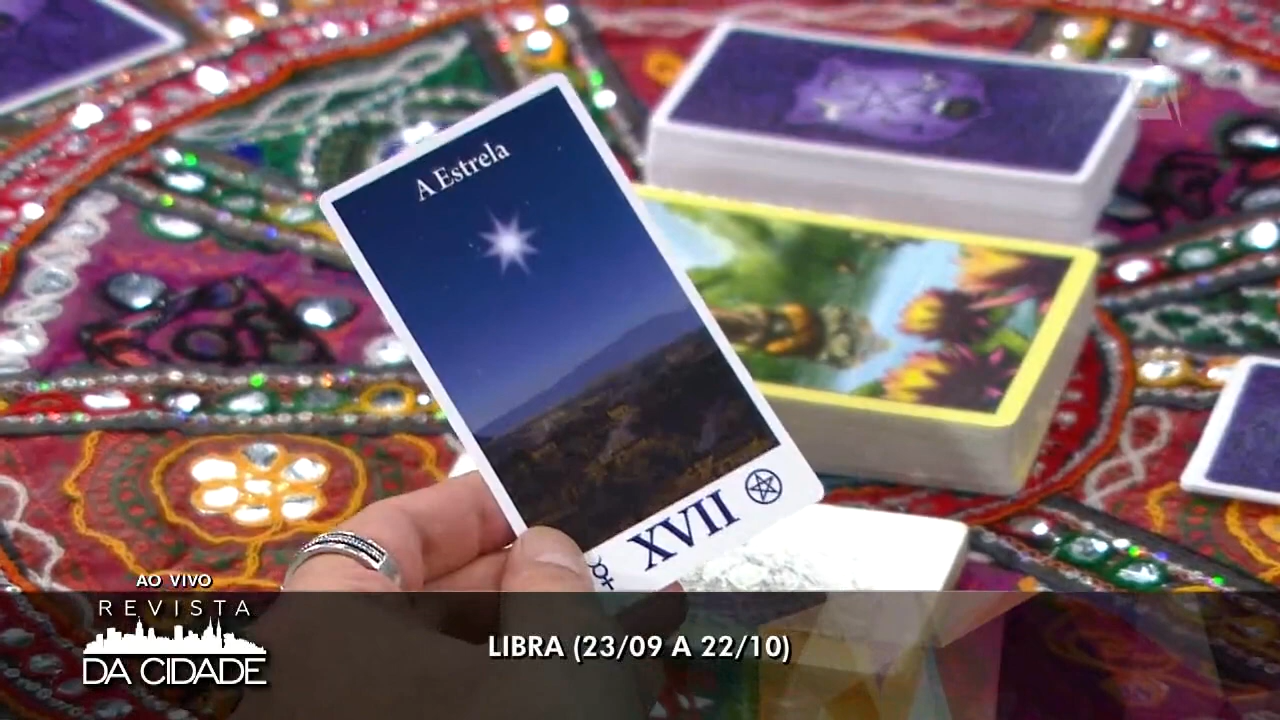 A Estrela
XVII
AO VIVO
REVISTA
DA CIDADE
LIBRA (23/09 A 22/10)